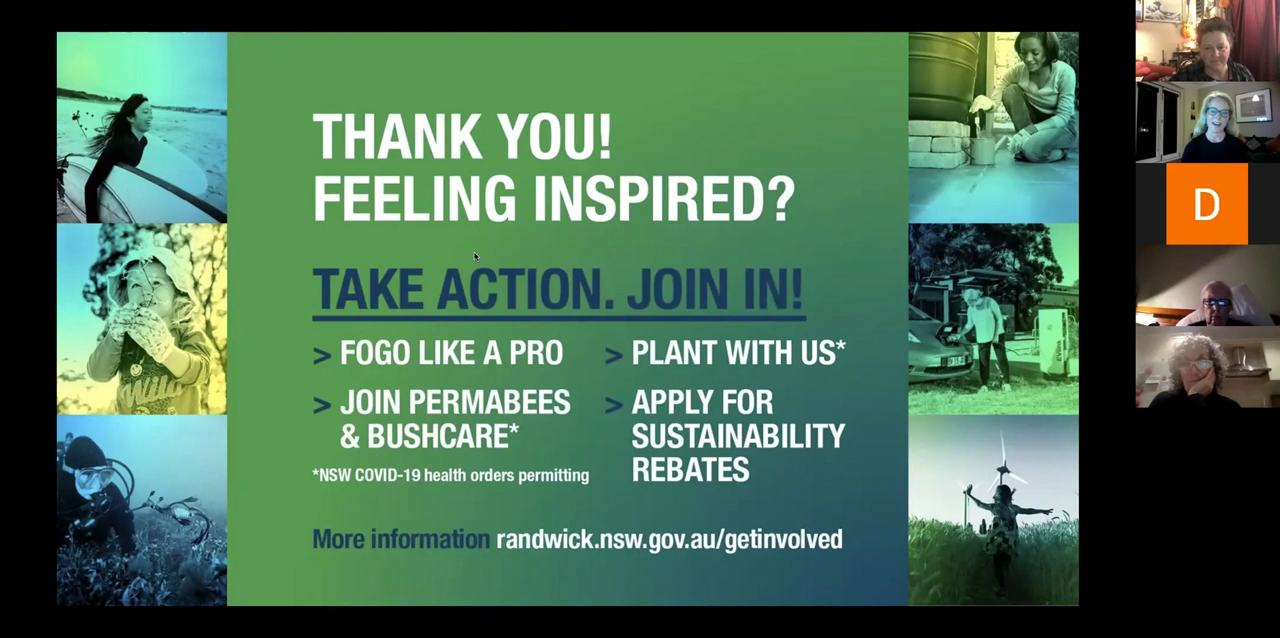 THANK YOU!
FEELING INSPIRED?
TAKE ACTION. JOIN IN!
> FOGO LIKE A PRO
> JOIN PERMABEES
& BUSHCARE*
*NSW COVID-19 health orders permitting
> PLANT WITH US*
> APPLY FOR
SUSTAINABILITY
REBATES
More information randwick.nsw.gov.au/getinvolved
D